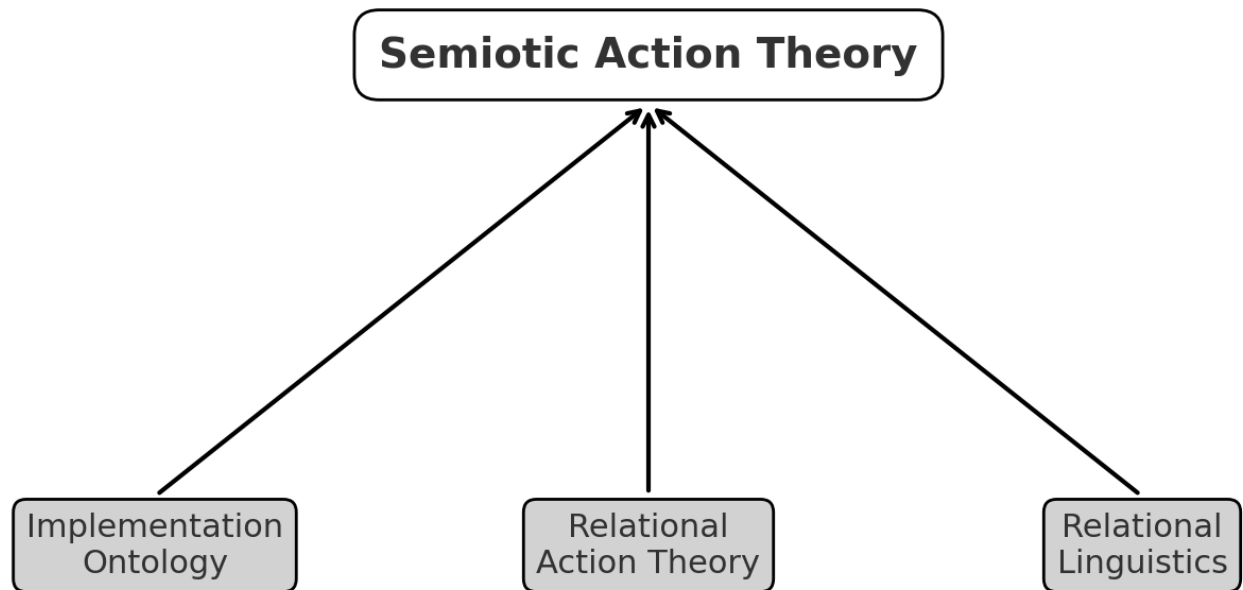 Semiotic Action Theory
Implementation
Ontology
Relational
Action Theory
Relational
Linguistics